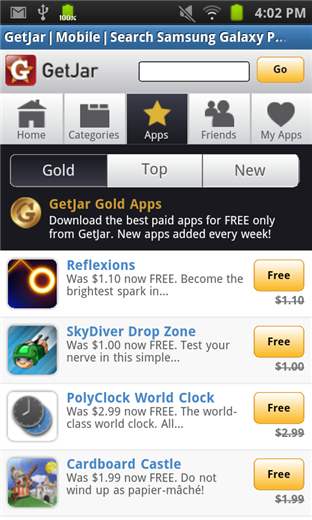 100%
4:02 PM
GetJar|Mobile|Search Samsung Galaxy P...
GetJar
Go
Home
Categories
Apps
Friends
My Apps
Gold
Top
New
G
GetJar Gold Apps
Download the best paid apps for FREE only
from GetJar. New apps added every week!
Reflexions
Was $1.10 now FREE. Become the
brightest spark in...
Free
$1.10
SkyDiver Drop Zone
Was $1.00 now FREE. Test your
nerve in this simple...
Free
$1.00
PolyClock World Clock
Was $2.99 now FREE. The world-
class world clock. All...
Free
$2.99
Cardboard Castle
Was $1.99 now FREE. Do not
wind up as papier-mâché!
Free
$1.99